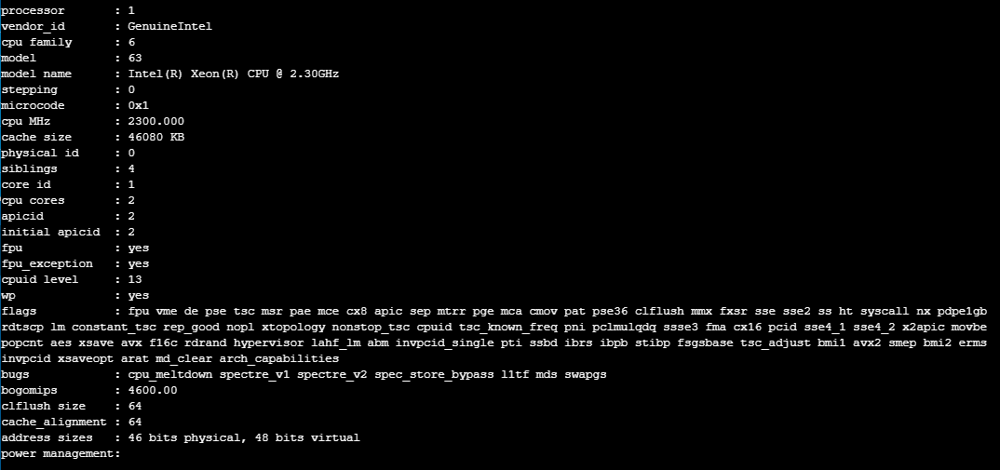 processor : 1
vendor_id : GenuineIntel
cpu family : 6
model : 63
model name : Intel(R) Xeon(R) CPU @ 2.30GHz
stepping : 0
microcode : 0x1
cpu MHz : 2300.000
cache size : 46080 KB
physical id : 0
siblings : 4
core id : 1
cpu cores : 2
apicid : 2
initial apicid : 2
fpu : yes
fpu_exception : yes
cpuid level : 13
wp : yes
flags : fpu vme de pse tsc msr pae mce cx8 apic sep mtrr pge mca cmov pat pse36 clflush mmx fxsr sse sse2 ss ht syscall nx pdpe1gb
rdtscp lm constant_tsc rep_good nopl xtopology nonstop_tsc cpuid tsc_known_freq pni pclmulqdq ssse3 fma cx16 pcid sse4_1 sse4_2 x2apic movbe
popcnt aes xsave avx f16c rdrand hypervisor lahf_lm abm invpcid_single pti ssbd ibrs ibpb stibp fsgsbase tsc_adjust bmi1 avx2 smep bmi2 erms
invpcid xsaveopt arat md_clear arch_capabilities
bugs : cpu_meltdown spectre_v1 spectre_v2 spec_store_bypass l1tf mds swapgs
bogomips : 4600.00
clflush size : 64
cache_alignment : 64
address sizes : 46 bits physical, 48 bits virtual
power management: